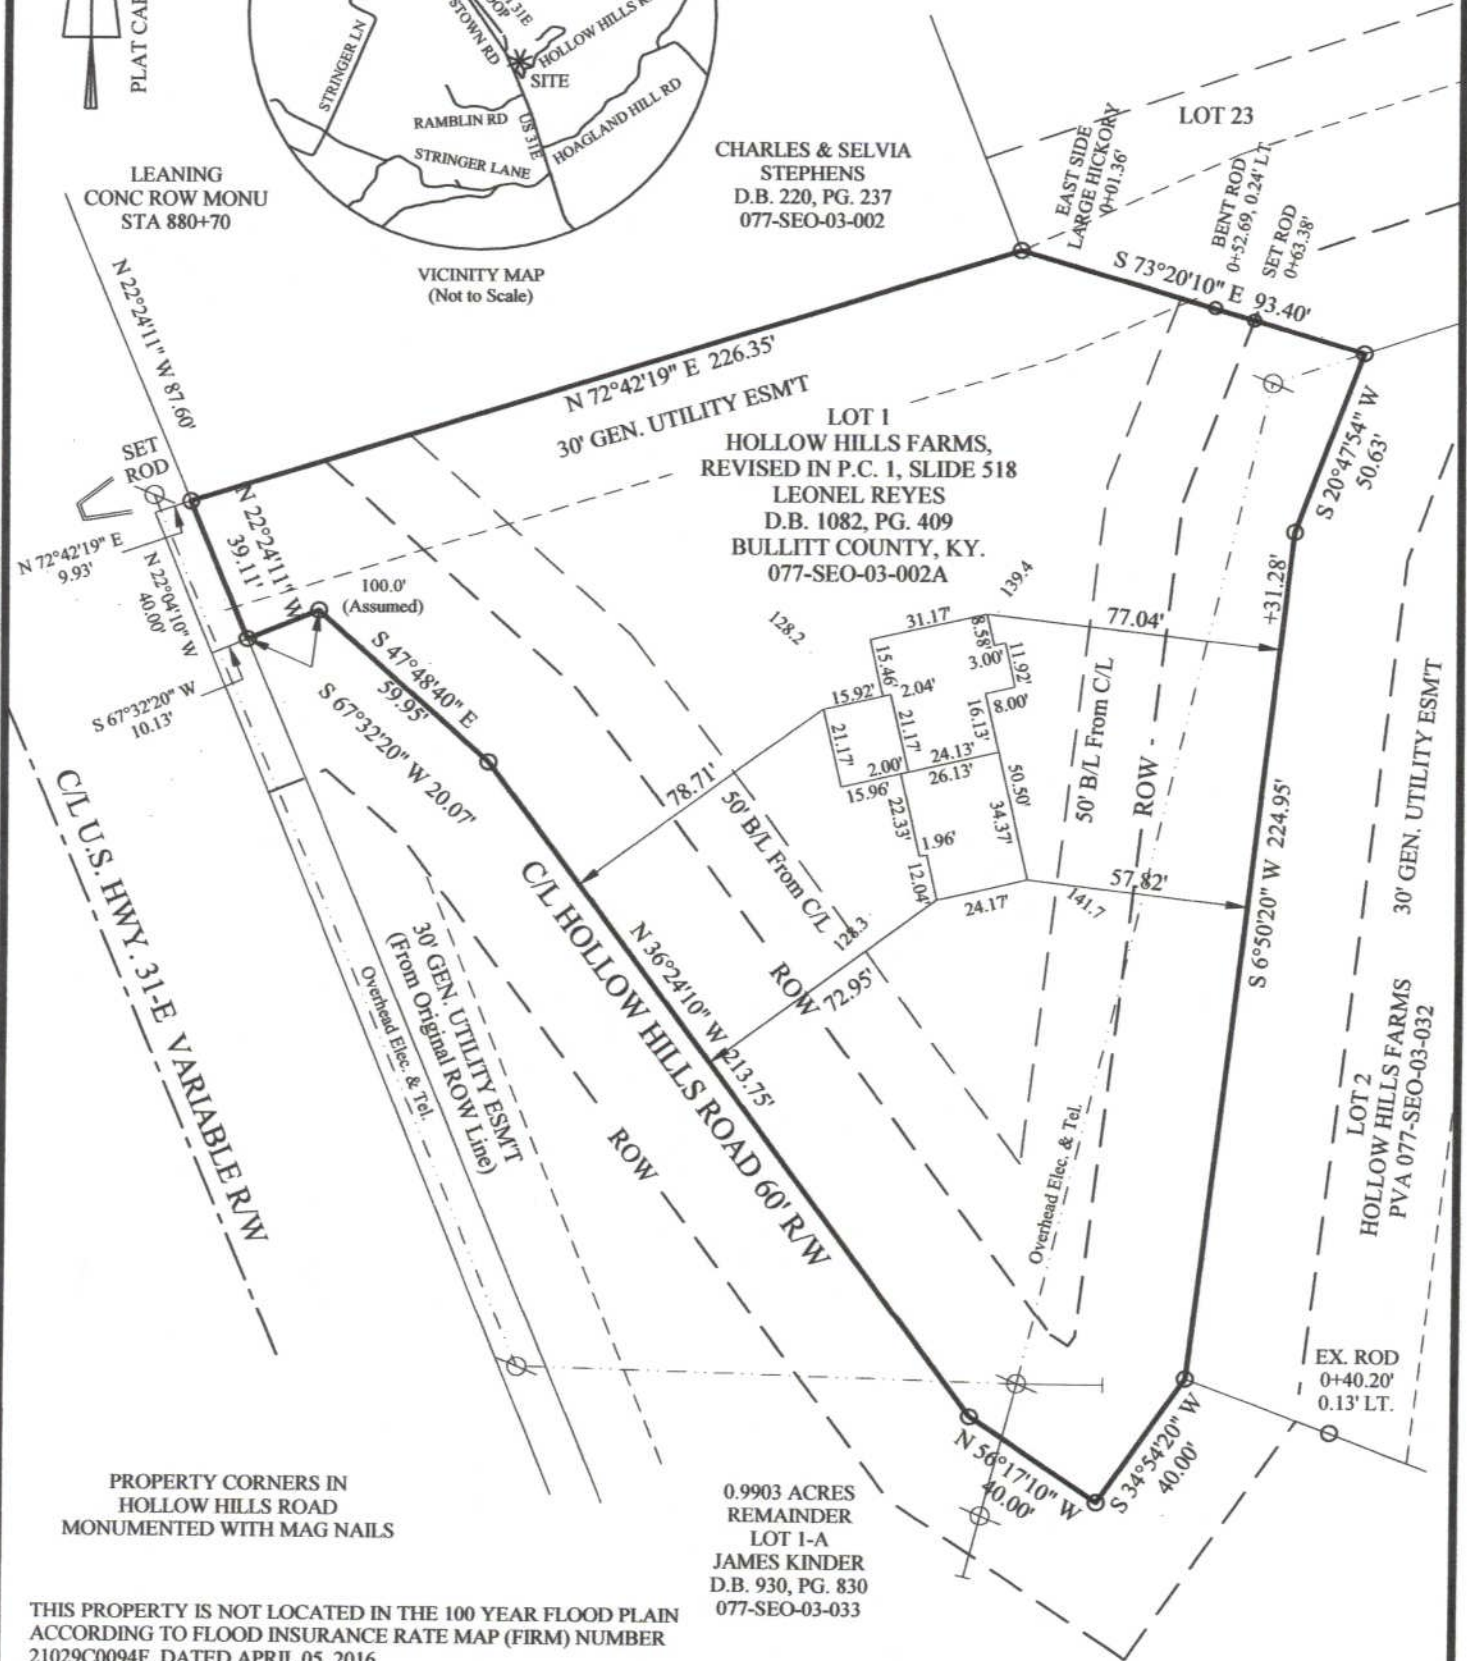 PLAT
STRINGER LN
STOWN RD
31E
OOP
HOLLOW HILLS
SITE
RAMBLIN RD
US 31E
HOAGLAND HILL RD
STRINGER LANE
VICINITY MAP
(Not to Scale)
LEANING
CONC ROW MONU
STA 880+70
CHARLES & SELVIA
STEPHENS
D.B. 220, PG. 237
077-SEO-03-002
LOT 23
EAST SIDE
LARGE HICKORY
0+01.36'
BENT ROD
0+52.69, 0.24' LT.
SET ROD
0+63.38'
S 73°20'10" E 93.40'
N 22°24'11" W 87.60'
N 72°42'19" E 226.35'
30' GEN. UTILITY ESM'T
SET
ROD
LOT 1
HOLLOW HILLS FARMS,
REVISED IN P.C. 1, SLIDE 518
LEONEL REYES
D.B. 1082, PG. 409
BULLITT COUNTY, KY.
077-SEO-03-002A
S 20°47'54" W
50.63'
N 22°24'11" W
39.11'
N 72°42'19" E
9.93'
N 22°04'10" W
40.00'
100.0'
(Assumed)
S 67°32'20" W
10.13'
S 47°48'40" E
59.95'
S 67°32'20" W 20.07'
128.2
139.4
+31.28'
31.17'
8.58'
3.00'
11.92'
77.04'
15.46'
2.04'
15.92'
16.13'
8.00'
21.17'
21.17'
24.13'
2.00'
26.13'
15.96'
50.50'
22.33'
34.37'
1.96'
12.04'
24.17'
57.82'
141.7
128.3
78.71'
72.95'
50' B/L From C/L
50' B/L From C/L
ROW
ROW
S 6°50'20" W 224.95'
30' GEN. UTILITY ESM'T
C/L U.S. HWY. 31-E VARIABLE R/W
C/L HOLLOW HILLS ROAD 60' R/W
N 36°24'10" W 213.75'
30' GEN. UTILITY ESM'T
(From Original ROW Line)
Overhead Elec. & Tel.
ROW
Overhead Elec. & Tel.
LOT 2
HOLLOW HILLS FARMS
PVA 077-SEO-03-032
EX. ROD
0+40.20'
0.13' LT.
N 56°17'10" W
40.00'
S 34°54'20" W
40.00'
PROPERTY CORNERS IN
HOLLOW HILLS ROAD
MONUMENTED WITH MAG NAILS
0.9903 ACRES
REMAINDER
LOT 1-A
JAMES KINDER
D.B. 930, PG. 830
077-SEO-03-033
THIS PROPERTY IS NOT LOCATED IN THE 100 YEAR FLOOD PLAIN
ACCORDING TO FLOOD INSURANCE RATE MAP (FIRM) NUMBER
21029C0094E, DATED APRIL 05, 2016